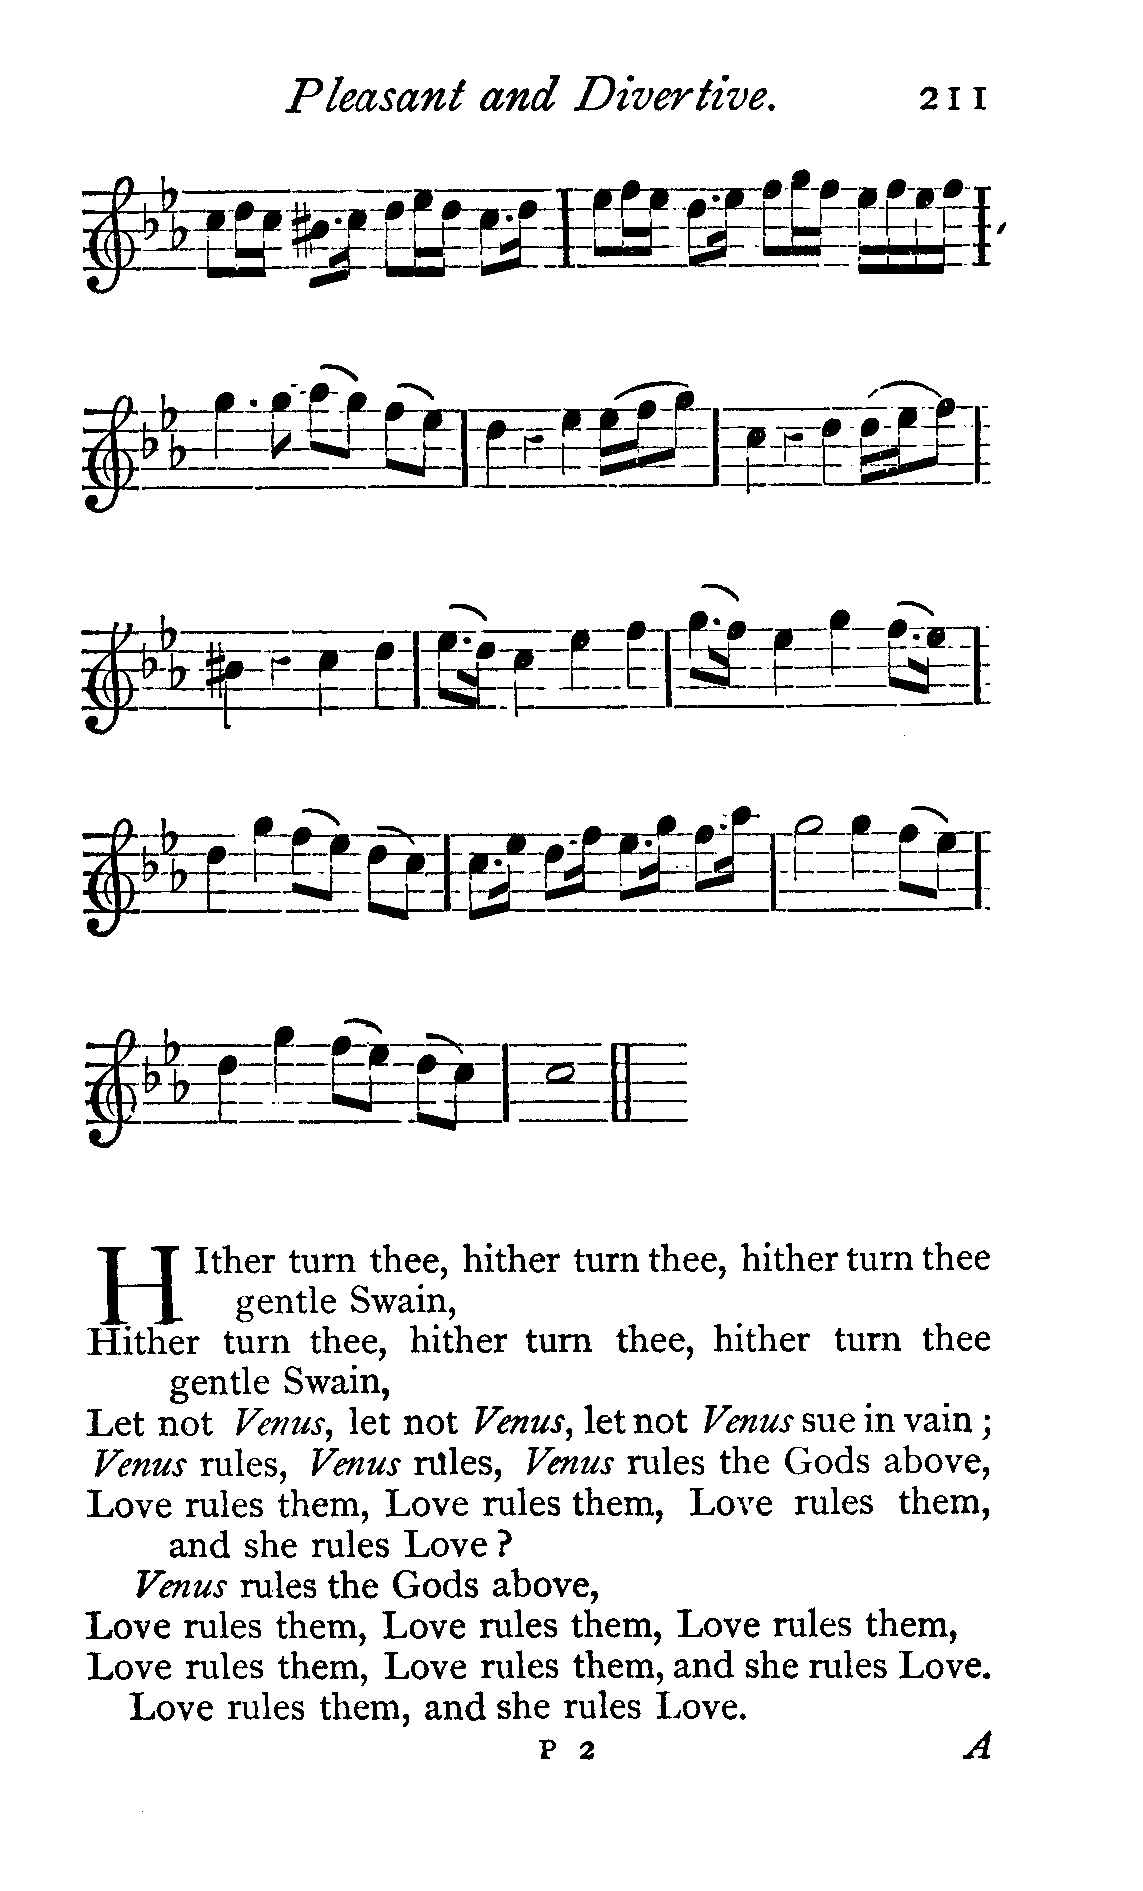 Pleasant and Divertive. 211
HIther turn thee, hither turn thee, hither turn thee
gentle Swain,
Hither turn thee, hither turn thee, hither turn thee
gentle Swain,
Let not Venus, let not Venus, let not Venus sue in vain ;
Venus rules, Venus rules, Venus rules the Gods above,
Love rules them, Love rules them, Love rules them,
and she rules Love ?
Venus rules the Gods above,
Love rules them, Love rules them, Love rules them,
Love rules them, Love rules them, and she rules Love.
Love rules them, and she rules Love.
P 2 A